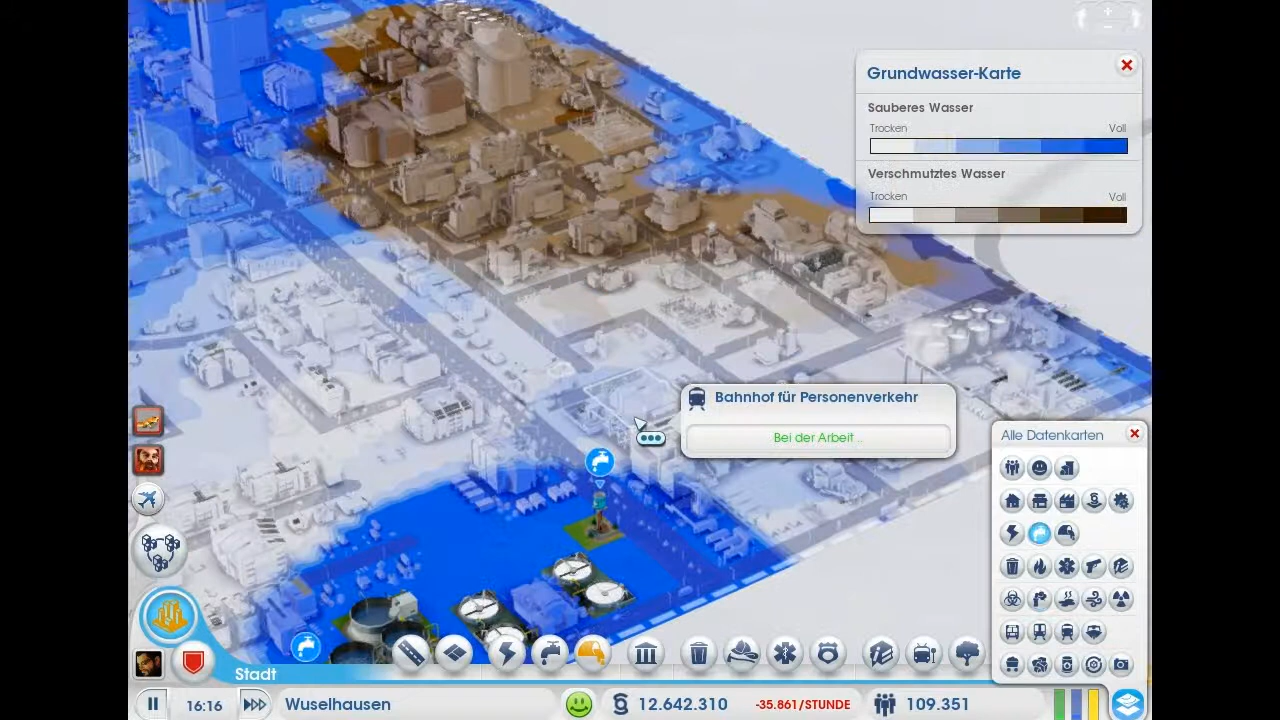 Grundwasser-Karte
Sauberes Wasser
Trocken Voll
Verschmutztes Wasser
Trocken Voll
Bahnhof für Personenverkehr
Bei der Arbeit ..
Alle Datenkarten
Stadt
16:16 Wuselhausen 12.642.310 -35.861/STUNDE 109.351